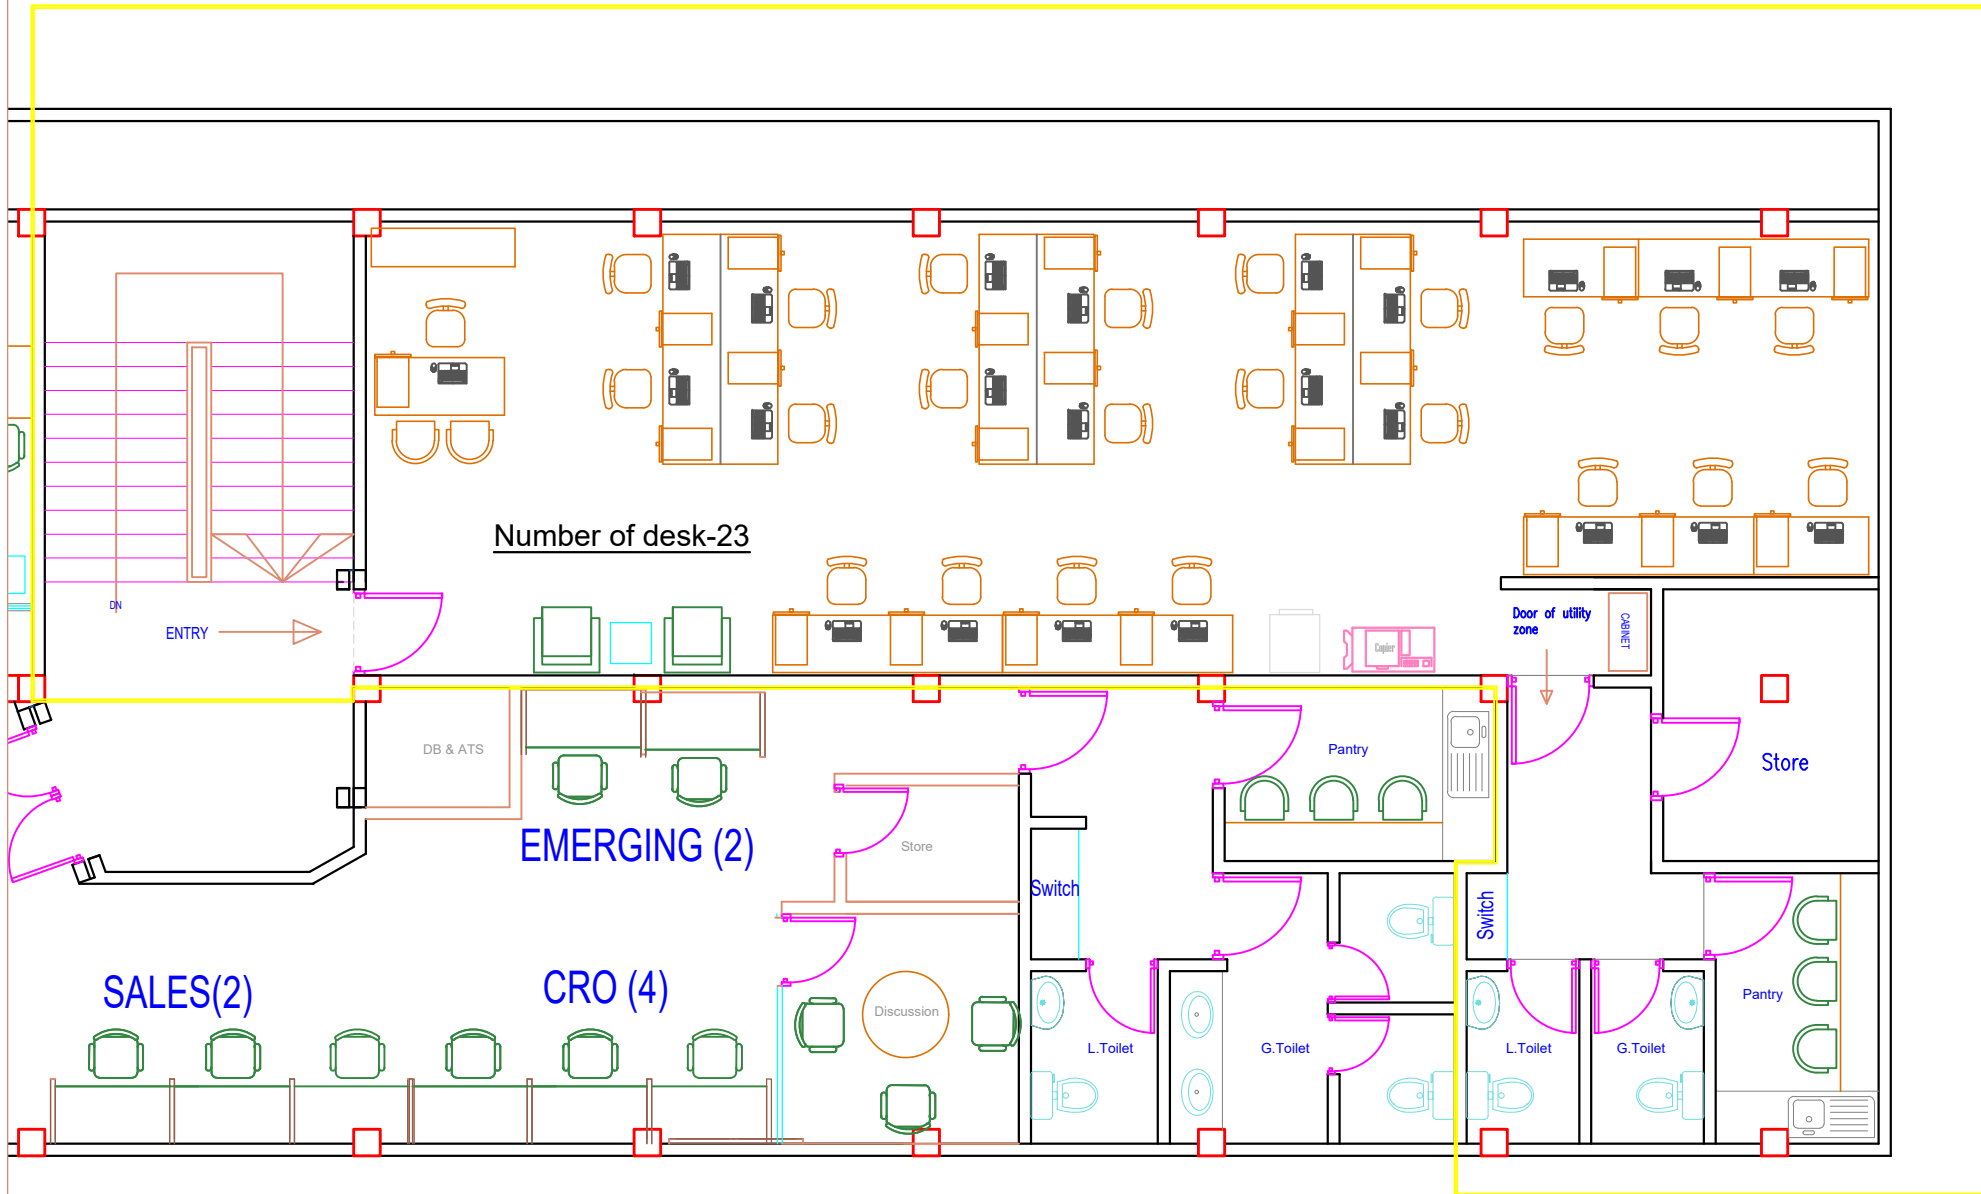 Number of desk-23
DN
ENTRY
Copier
Door of utility
zone
CABINET
DB & ATS
Pantry
Store
EMERGING (2)
Store
Switch
Switch
SALES(2)
CRO (4)
Discussion
Pantry
L.Toilet
G.Toilet
L.Toilet
G.Toilet